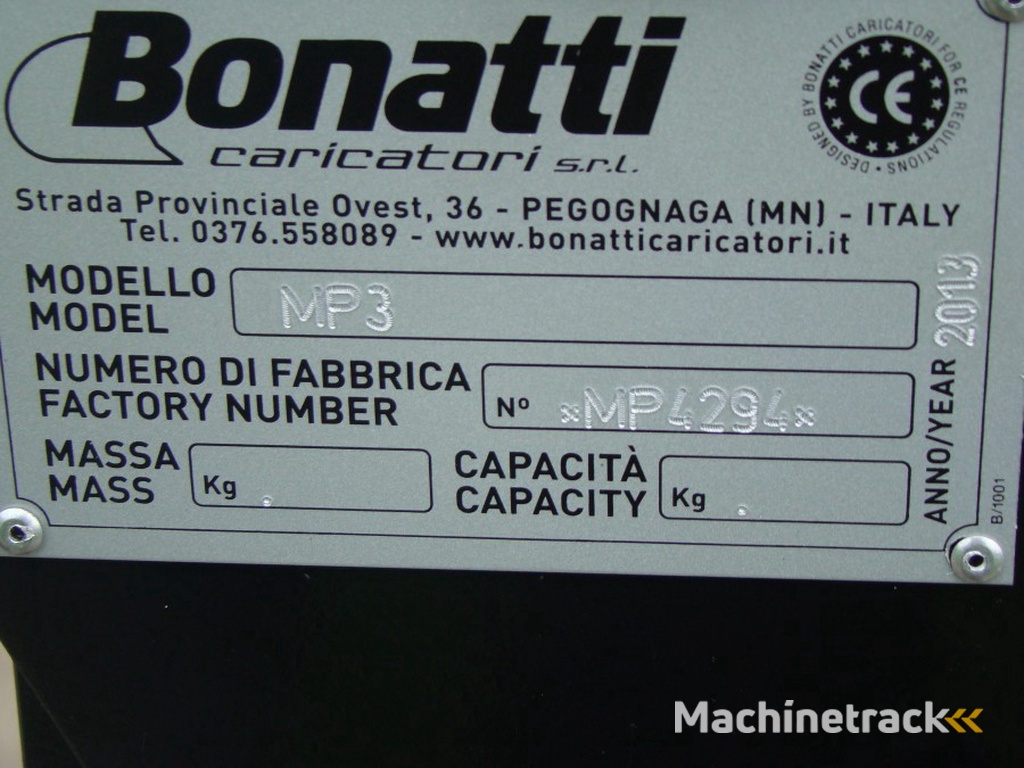 Bonatti
caricatori s.r.l.
DESIGNED BY BONATTI CARICATORI FOR CE REGULATIONS •
CE
Strada Provinciale Ovest, 36 - PEGOGNAGA (MN) - ITALY
Tel. 0376.558089 - www.bonatticaricatori.it
MODELLO
MODEL
MP3
NUMERO DI FABBRICA
FACTORY NUMBER
Nº *MP4294*
MASSA
MASS
Kg .
CAPACITÀ
CAPACITY
Kg .
ANNO/YEAR 2013
B/1001
Machinetrack